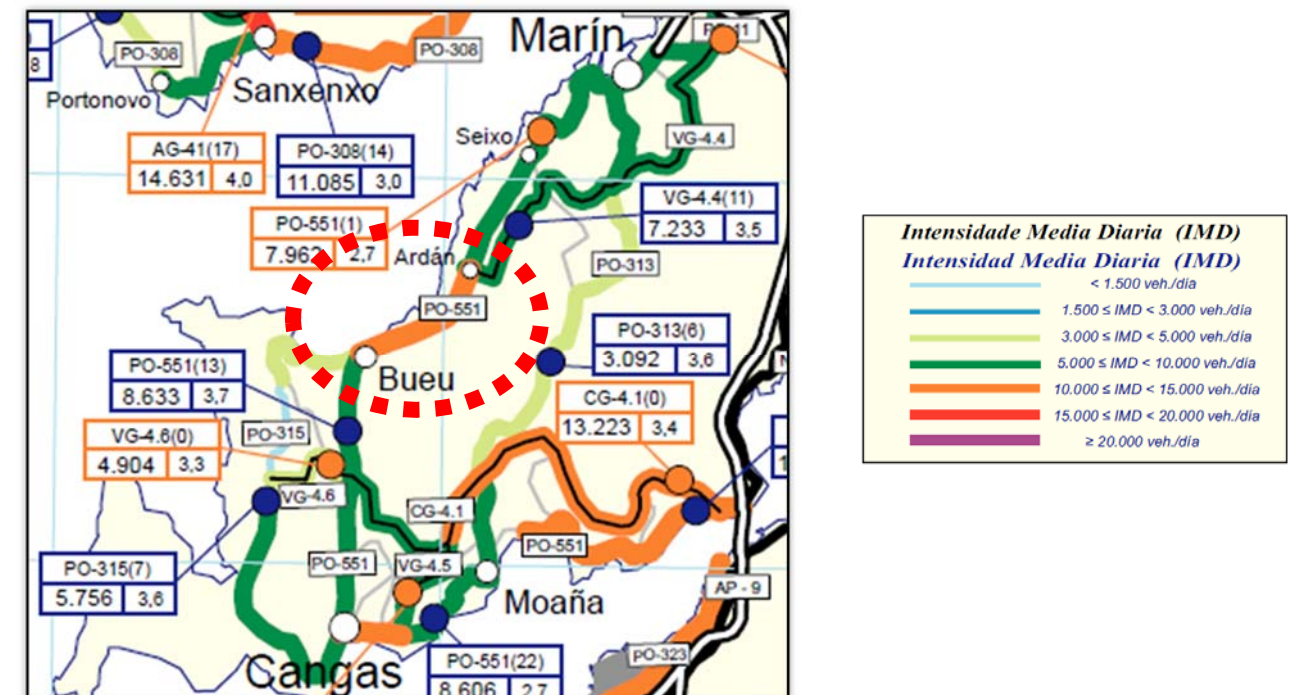 Marín
PO-308
PO-308
8
Portonovo
Sanxenxo
Seixo
VG-4.4
AG-41(17)
14.631 4,0
PO-308(14)
11.085 3,0
VG-4.4(11)
7.233 3,5
PO-551(1)
7.962 2,7
Ardán
PO-313
PO-551
PO-313(6)
3.092 3,6
PO-551(13)
8.633 3,7
Bueu
CG-4.1(0)
13.223 3,4
VG-4.6(0)
4.904 3,3
PO-315
VG-4.6
CG-4.1
PO-551
PO-551
VG-4.5
PO-315(7)
5.756 3,6
Moaña
AP - 9
Cangas
PO-551(22)
8.606 2,7
PO-323
Intensidade Media Diaria (IMD)
Intensidad Media Diaria (IMD)
< 1.500 veh./día
1.500 ≤ IMD < 3.000 veh./día
3.000 ≤ IMD < 5.000 veh./día
5.000 ≤ IMD < 10.000 veh./día
10.000 ≤ IMD < 15.000 veh./día
15.000 ≤ IMD < 20.000 veh./día
≥ 20.000 veh./día